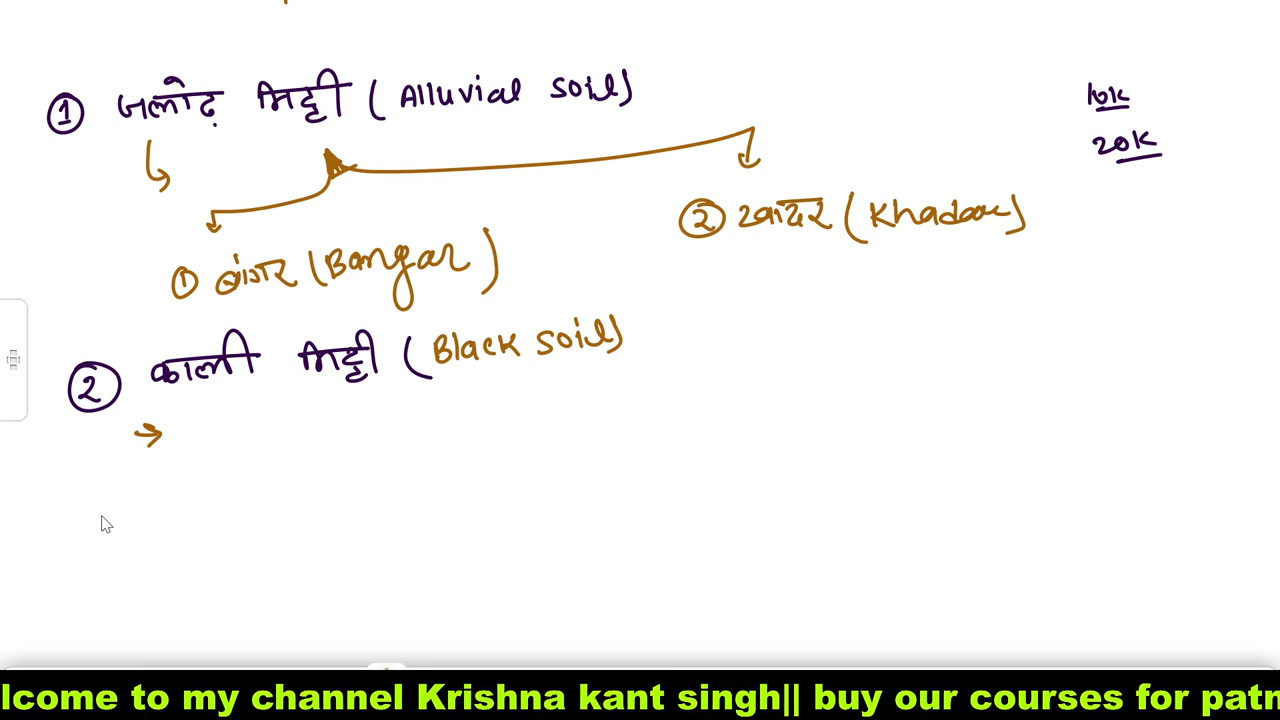 ① जलोढ़ मिट्टी (Alluvial soil)
10K
20K
② खादर (Khadar)
① बांगर (Bangar)
② काली मिट्टी (Black soil)
→
lcome to my channel Krishna kant singh|| buy our courses for patn